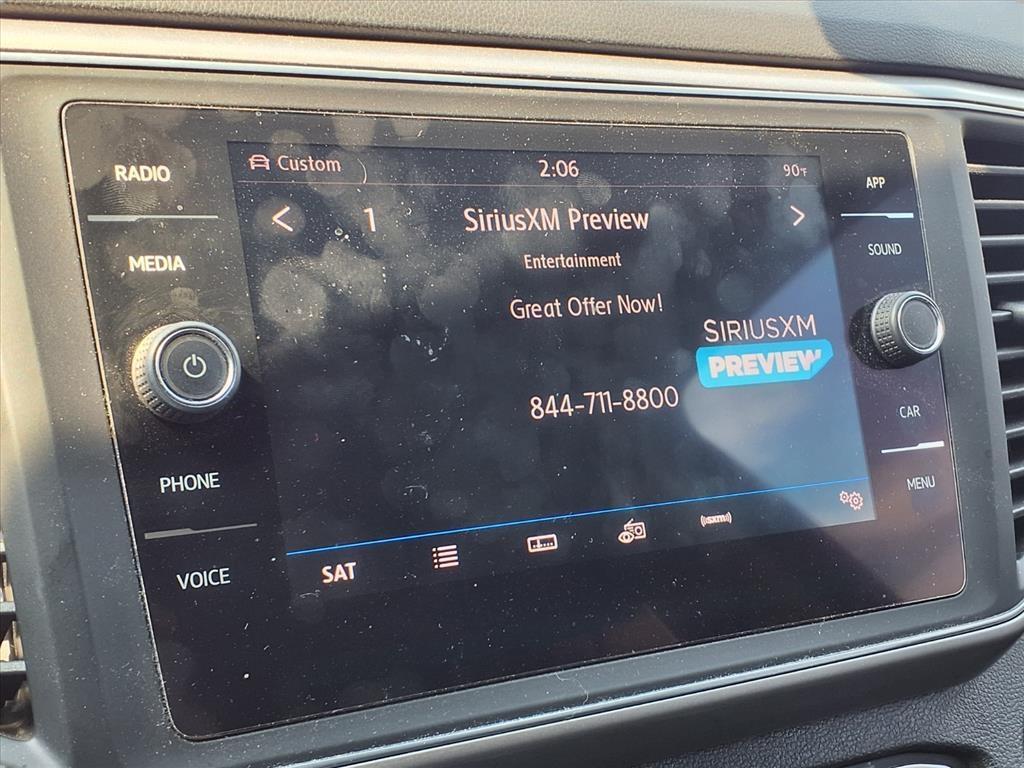 RADIO
MEDIA
PHONE
VOICE
Custom
2:06
90°F
1
SiriusXM Preview
Entertainment
Great Offer Now!
SIRIUSXM
PREVIEW
844-711-8800
SAT
((sxm))
APP
SOUND
CAR
MENU